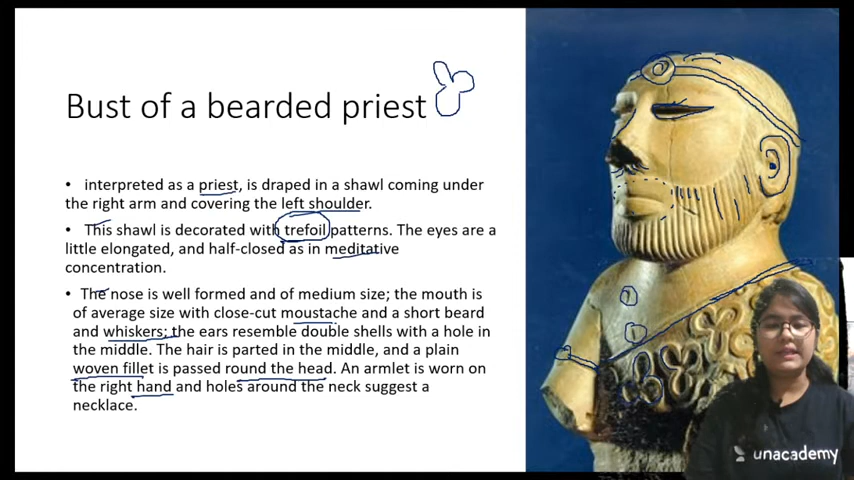 Bust of a bearded priest
• interpreted as a priest, is draped in a shawl coming under
the right arm and covering the left shoulder.
• This shawl is decorated with trefoil patterns. The eyes are a
little elongated, and half-closed as in meditative
concentration.
• The nose is well formed and of medium size; the mouth is
of average size with close-cut moustache and a short beard
and whiskers; the ears resemble double shells with a hole in
the middle. The hair is parted in the middle, and a plain
woven fillet is passed round the head. An armlet is worn on
the right hand and holes around the neck suggest a
necklace.
unacademy